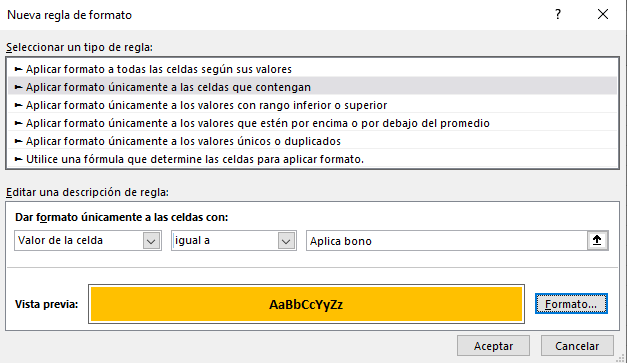 Nueva regla de formato
?
Seleccionar un tipo de regla:
► Aplicar formato a todas las celdas según sus valores
► Aplicar formato únicamente a las celdas que contengan
► Aplicar formato únicamente a los valores con rango inferior o superior
► Aplicar formato únicamente a los valores que estén por encima o por debajo del promedio
► Aplicar formato únicamente a los valores únicos o duplicados
► Utilice una fórmula que determine las celdas para aplicar formato.
Editar una descripción de regla:
Dar formato únicamente a las celdas con:
Valor de la celda igual a Aplica bono
Vista previa: AaBbCcYyZz Formato...
Aceptar Cancelar